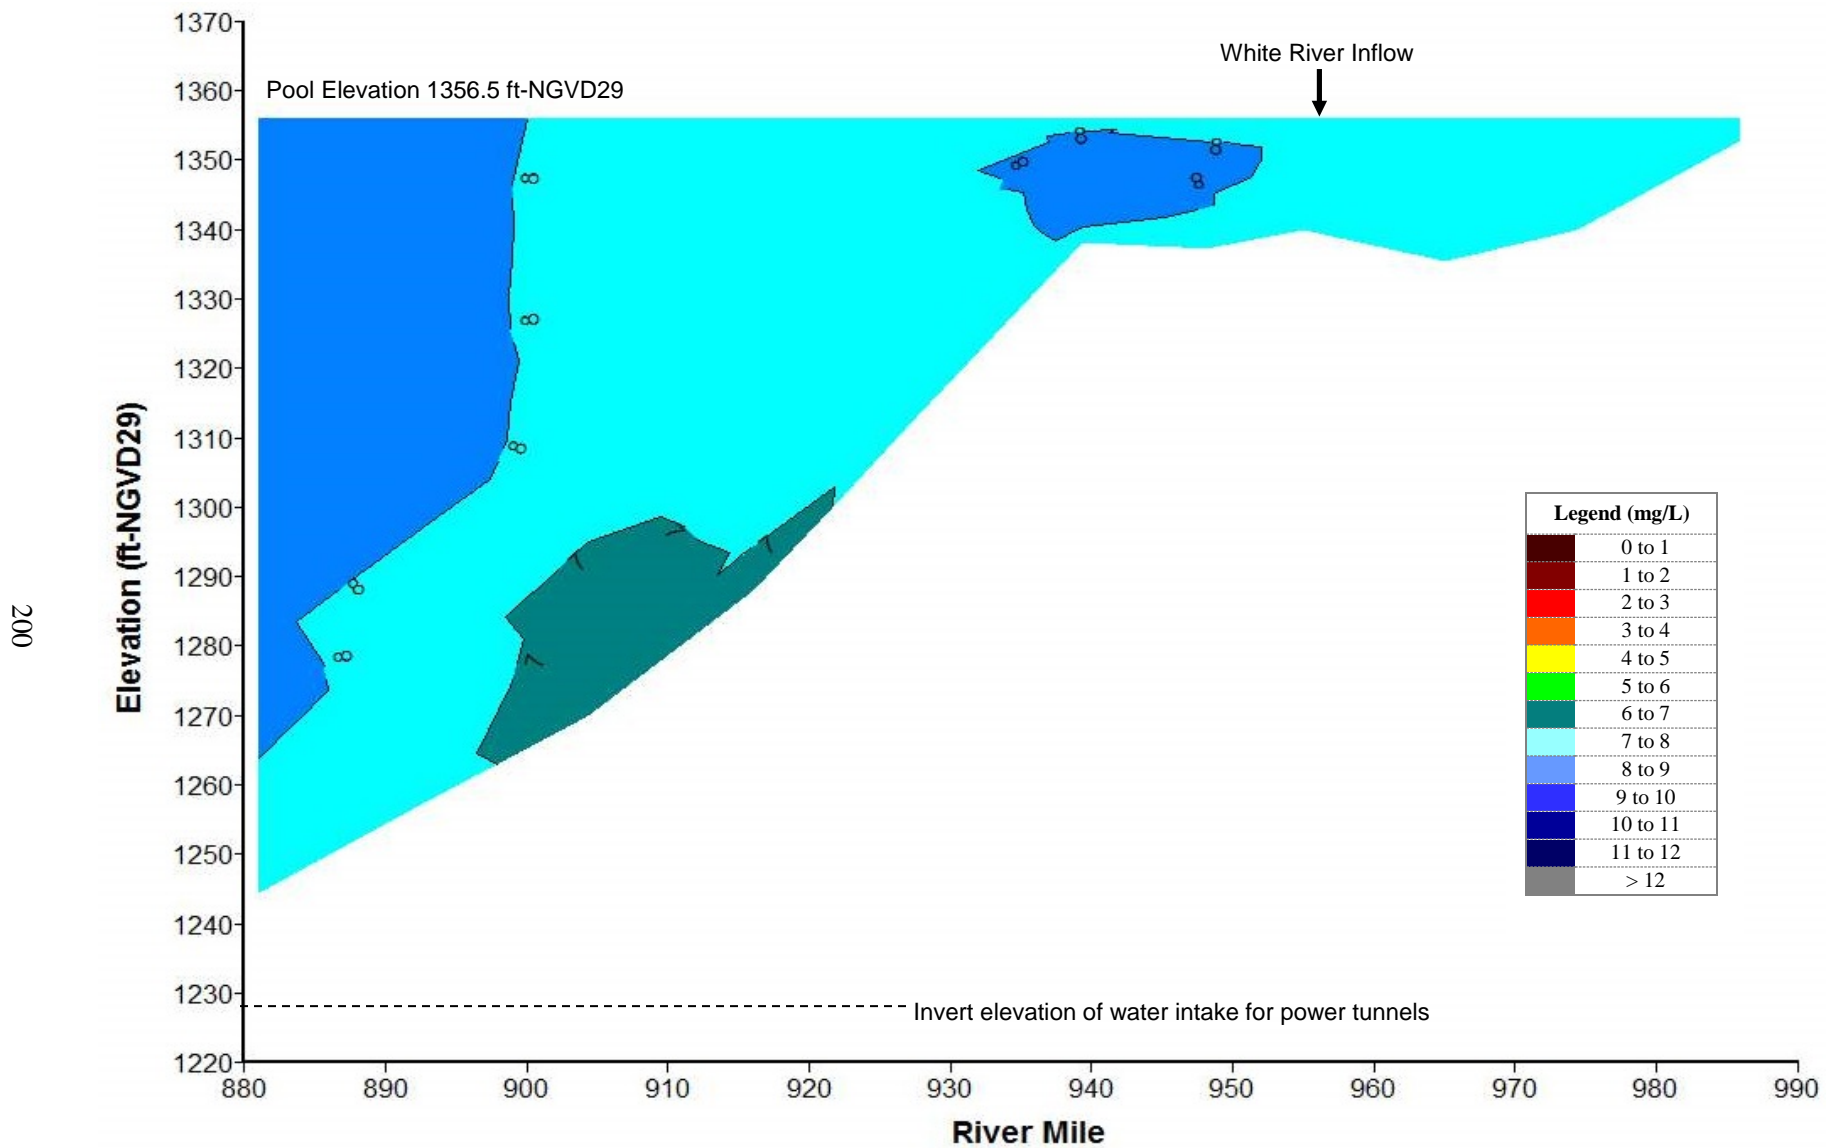 1370
White River Inflow
1360
Pool Elevation 1356.5 ft-NGVD29
8
8
1350
8
8
8
1340
1330
8
1320
1310
8
Elevation (ft-NGVD29)
1300
7
7
7
1290
8
1280
8
7
1270
1260
1250
1240
1230
1220
Legend (mg/L)
0 to 1
1 to 2
2 to 3
3 to 4
4 to 5
5 to 6
6 to 7
7 to 8
8 to 9
9 to 10
10 to 11
11 to 12
> 12
Invert elevation of water intake for power tunnels
880 890 900 910 920 930 940 950 960 970 980 990
River Mile
200